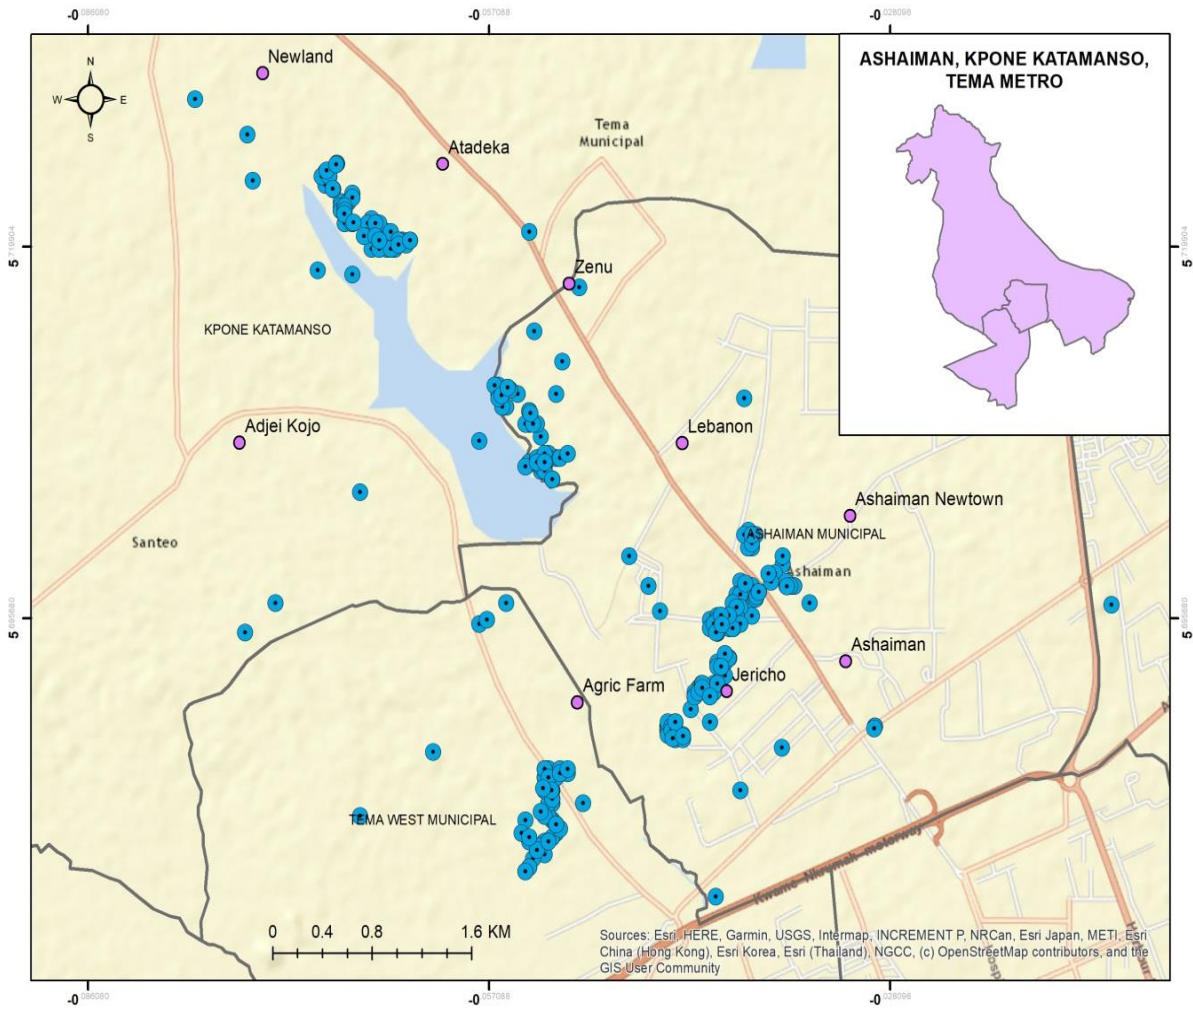 -0.086080
-0.057088
-0.028096
ASHAIMAN, KPONE KATAMANSO,
TEMA METRO
Newland
N
W
E
S
Atadeka
Tema
Municipal
5.719904
5.719904
Zenu
KPONE KATAMANSO
Adjei Kojo
Lebanon
Ashaiman Newtown
ASHAIMAN MUNICIPAL
Santeo
Ashaiman
5.695680
5.695680
Ashaiman
Jericho
Agric Farm
TEMA WEST MUNICIPAL
Kwame-Nkrumah-motorway
0 0.4 0.8 1.6 KM
Sources: Esri, HERE, Garmin, USGS, Intermap, INCREMENT P, NRCan, Esri Japan, METI, Esri
China (Hong Kong), Esri Korea, Esri (Thailand), NGCC, (c) OpenStreetMap contributors, and the
GIS User Community
-0.086080
-0.057088
-0.028096